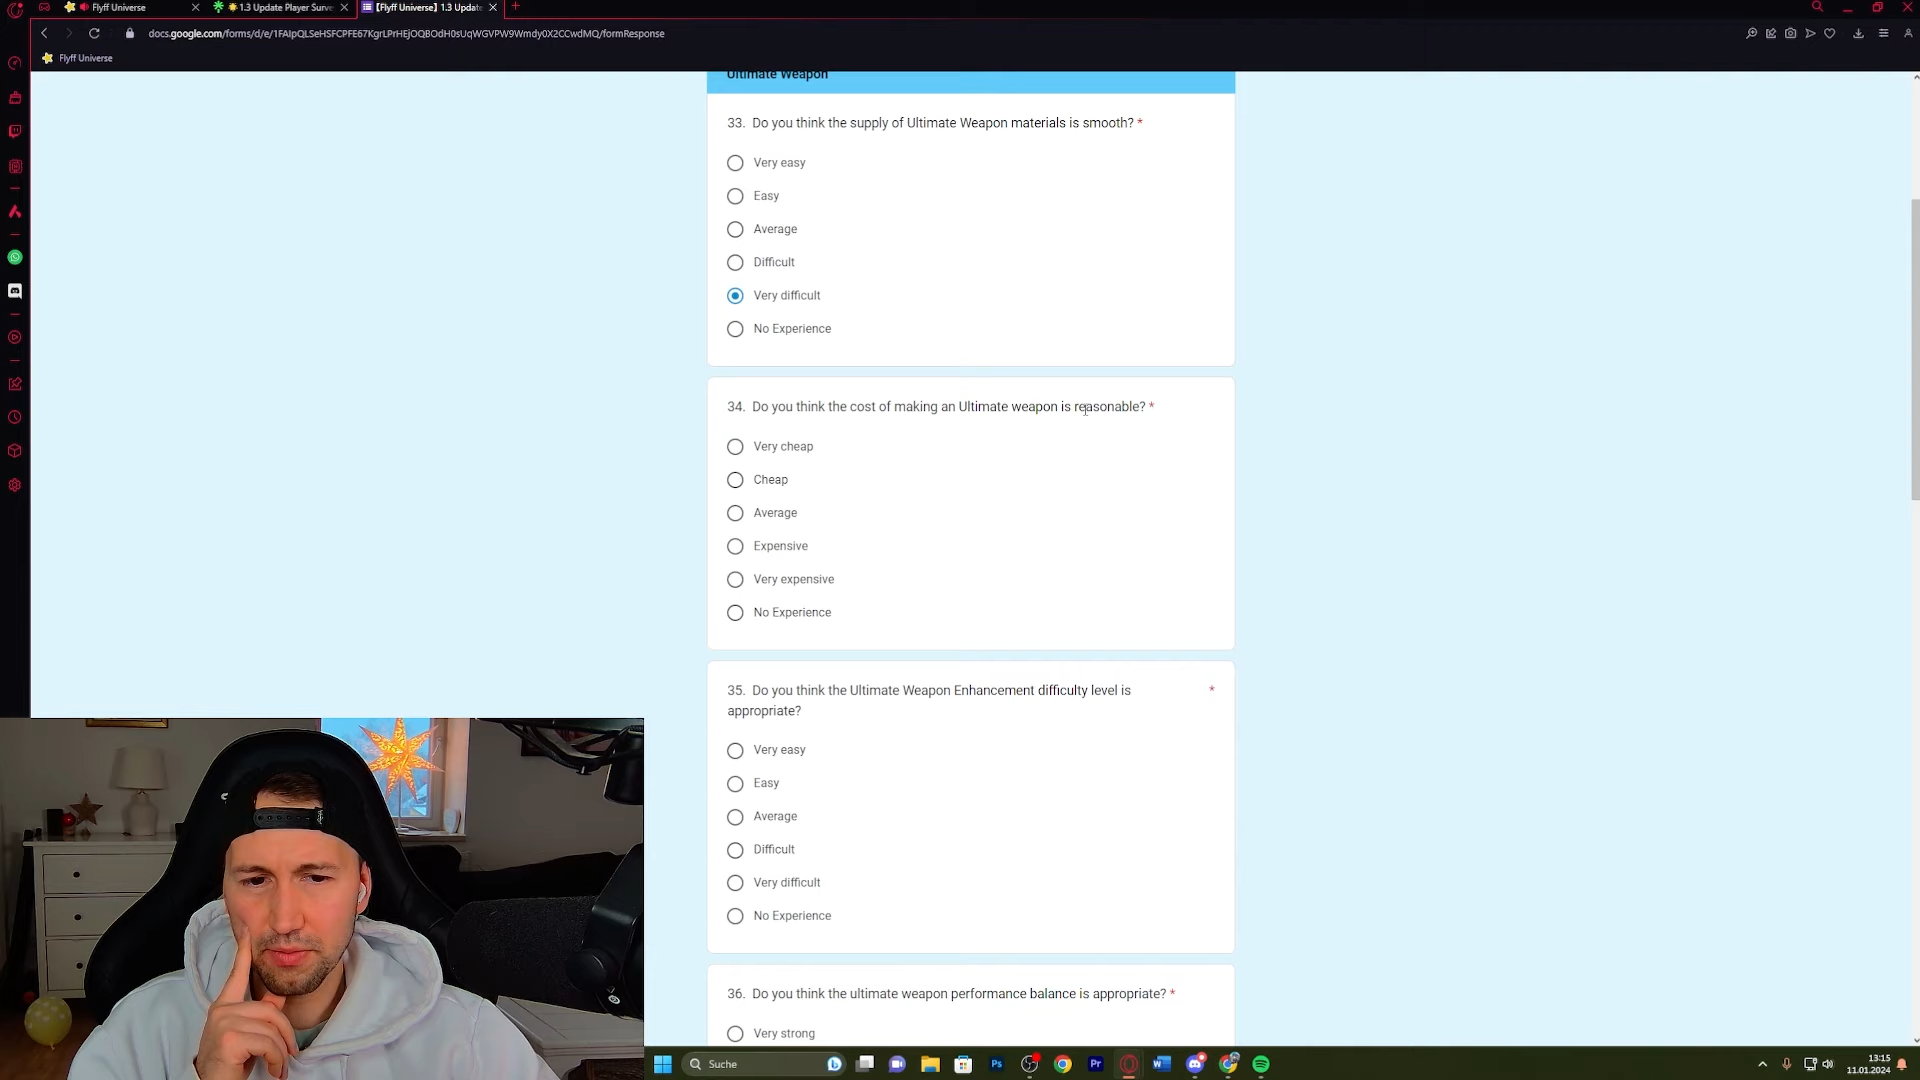 Flyff Universe
1.3 Update Player Surve
[Flyff Universe] 1.3 Update
docs.google.com/forms/d/e/1FAIpQLSeHSFCPFE67KgrLPrHEjOQBOdH0sUqWGVPW9Wmdy0X2CCwdMQ/formResponse
Flyff Universe
Ultimate Weapon
33. Do you think the supply of Ultimate Weapon materials is smooth? *
Very easy
Easy
Average
Difficult
Very difficult
No Experience
34. Do you think the cost of making an Ultimate weapon is reasonable? *
Very cheap
Cheap
Average
Expensive
Very expensive
No Experience
35. Do you think the Ultimate Weapon Enhancement difficulty level is *
appropriate?
Very easy
Easy
Average
Difficult
Very difficult
No Experience
36. Do you think the ultimate weapon performance balance is appropriate? *
Very strong
Suche
Ps
Pr
W
13:15
11.01.2024